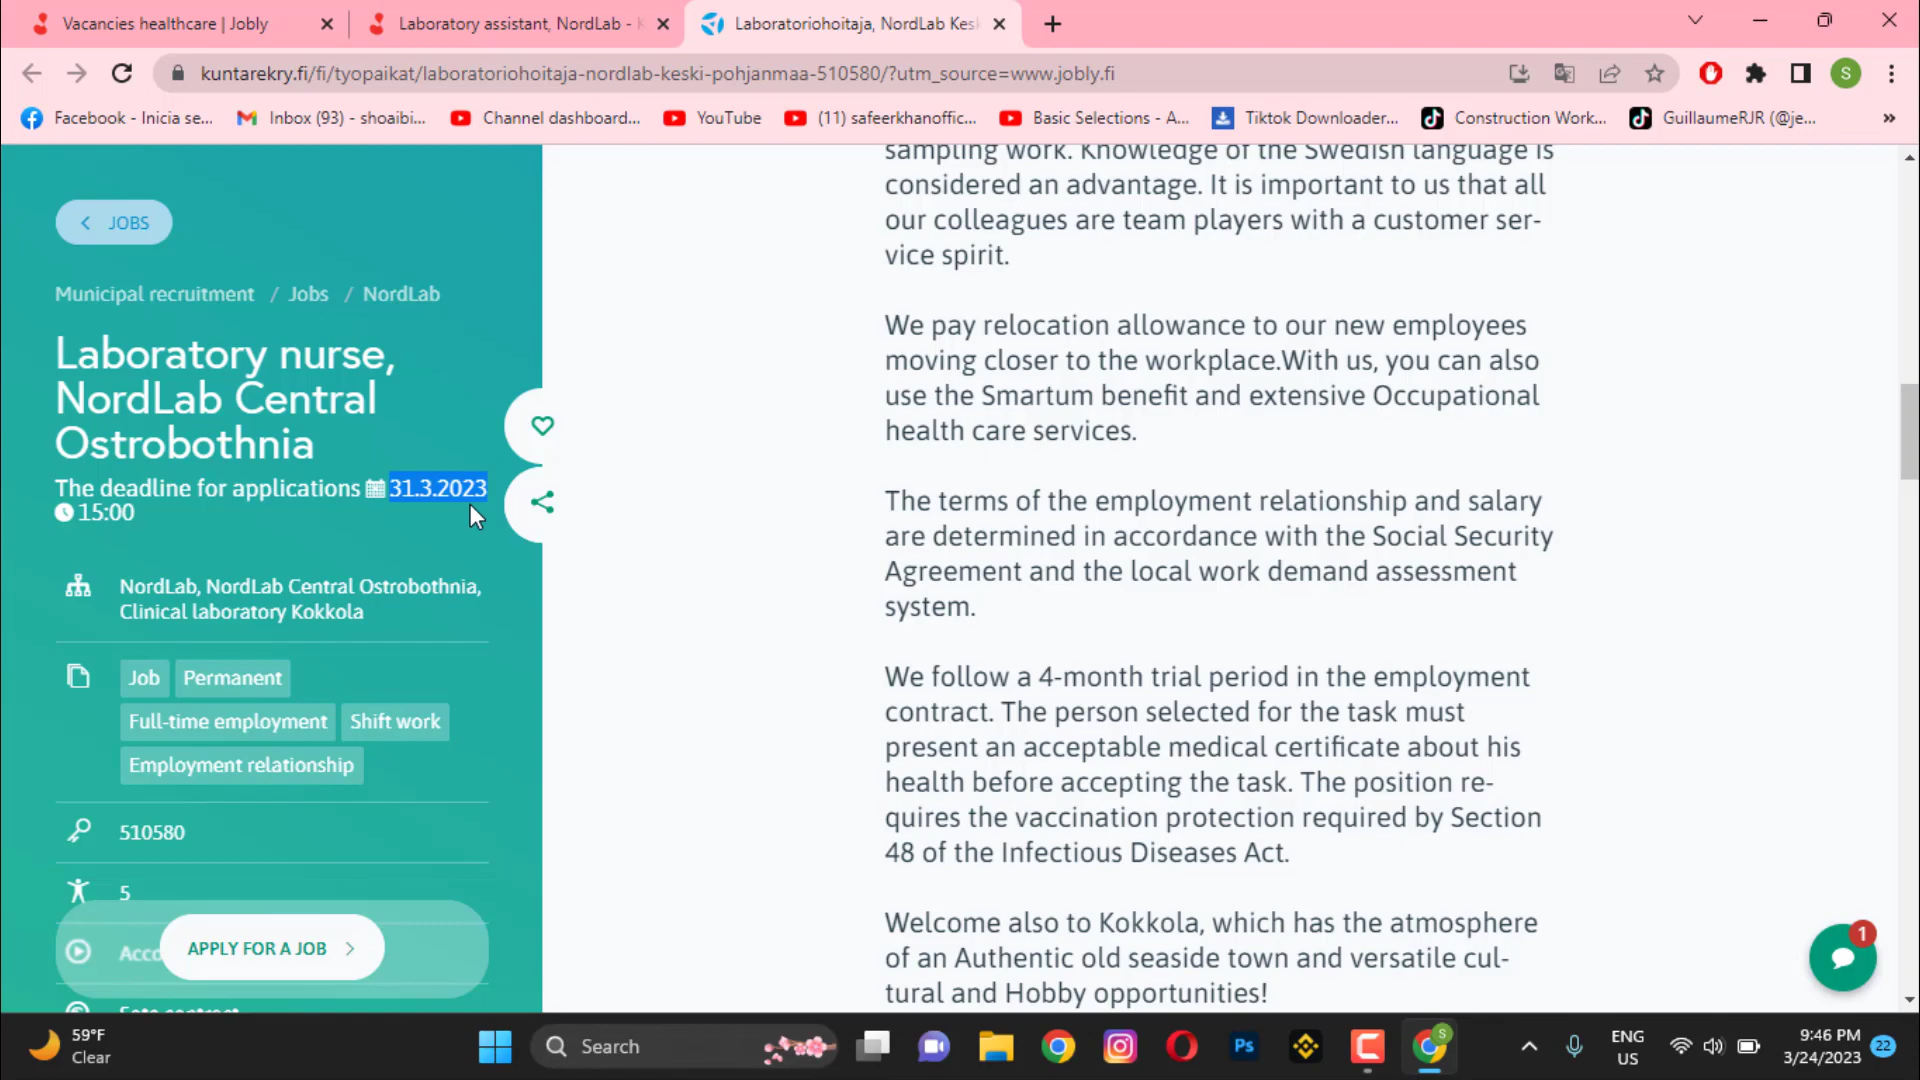 Vacancies healthcare | Jobly
Laboratory assistant, NordLab -
Laboratoriohoitaja, NordLab Kes
kuntarekry.fi/fi/tyopaikat/laboratoriohoitaja-nordlab-keski-pohjanmaa-510580/?utm_source=www.jobly.fi
S
Facebook - Inicia se...
Inbox (93) - shoaibi...
Channel dashboard...
YouTube
(11) safeerkhanoffic...
Basic Selections - A...
Tiktok Downloader...
Construction Work...
GuillaumeRJR (@je...
»
JOBS
Municipal recruitment / Jobs / NordLab
Laboratory nurse,
NordLab Central
Ostrobothnia
The deadline for applications 31.3.2023
15:00
NordLab, NordLab Central Ostrobothnia,
Clinical laboratory Kokkola
Job Permanent
Full-time employment Shift work
Employment relationship
510580
5
APPLY FOR A JOB
sampling work. Knowledge of the Swedish language is
considered an advantage. It is important to us that all
our colleagues are team players with a customer ser-
vice spirit.
We pay relocation allowance to our new employees
moving closer to the workplace.With us, you can also
use the Smartum benefit and extensive Occupational
health care services.
The terms of the employment relationship and salary
are determined in accordance with the Social Security
Agreement and the local work demand assessment
system.
We follow a 4-month trial period in the employment
contract. The person selected for the task must
present an acceptable medical certificate about his
health before accepting the task. The position re-
quires the vaccination protection required by Section
48 of the Infectious Diseases Act.
Welcome also to Kokkola, which has the atmosphere
of an Authentic old seaside town and versatile cul-
tural and Hobby opportunities!
1
59°F
Clear
Search
Ps
S
ENG
US
9:46 PM
3/24/2023
22